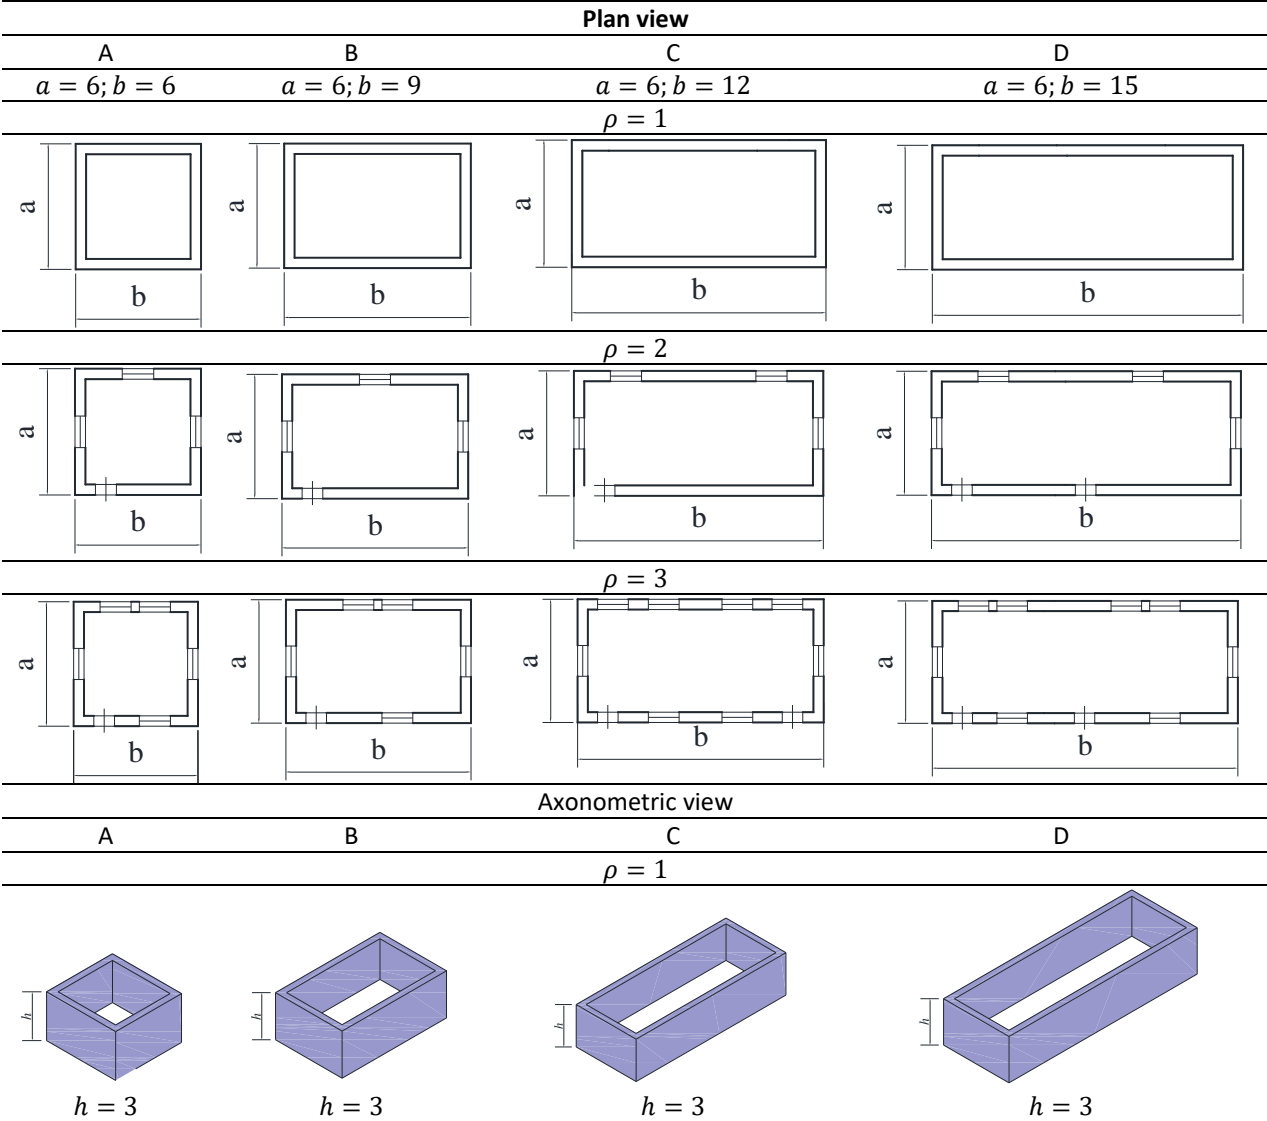 Plan view
A B C D
a = 6; b = 6 a = 6; b = 9 a = 6; b = 12 a = 6; b = 15
ρ = 1
a a a a
b b b b
ρ = 2
a a a a
b b b b
ρ = 3
a a a a
b b b b
Axonometric view
A B C D
ρ = 1
h h h h
h = 3 h = 3 h = 3 h = 3